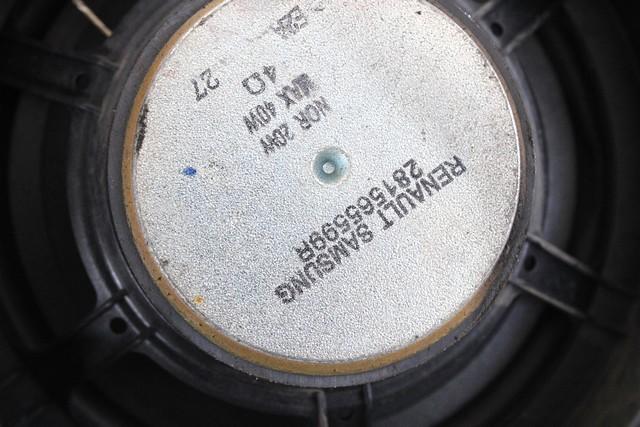 RENAULT SAMSUNG
281565599R
NOR 20W
MAX 40W
4Ω 27